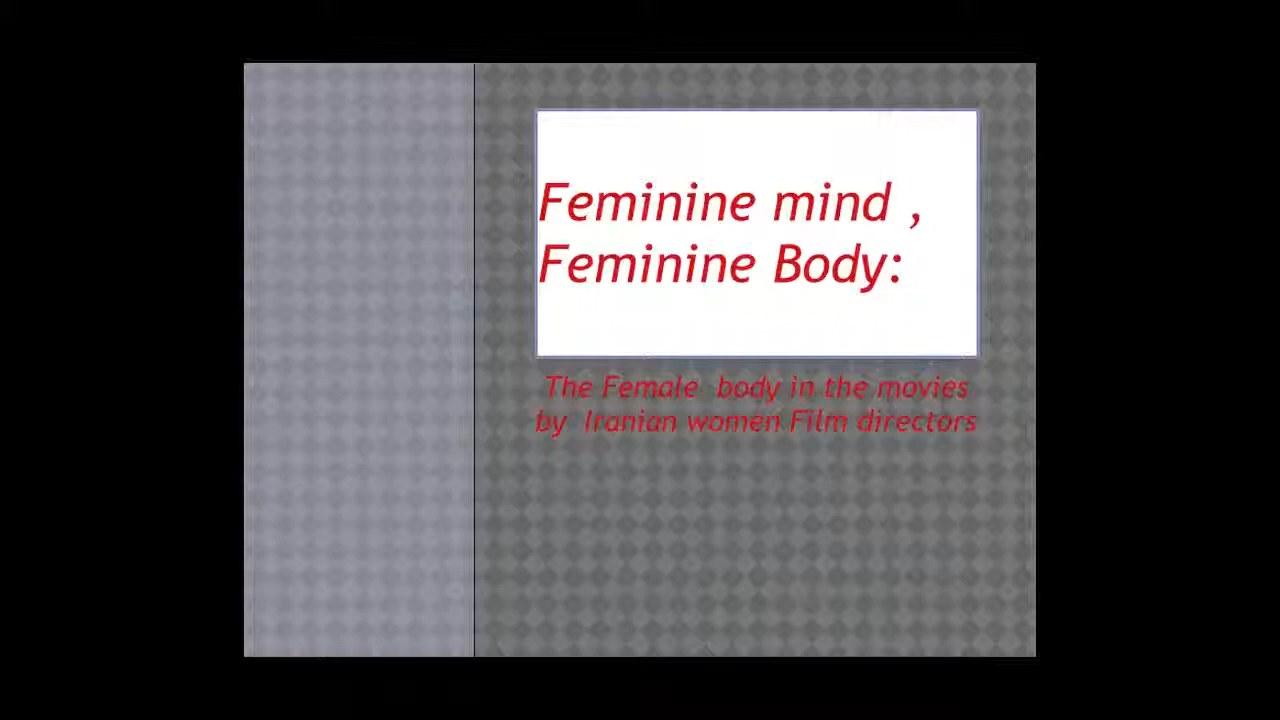 Feminine mind ,
Feminine Body:
The Female body in the movies
by Iranian women Film directors